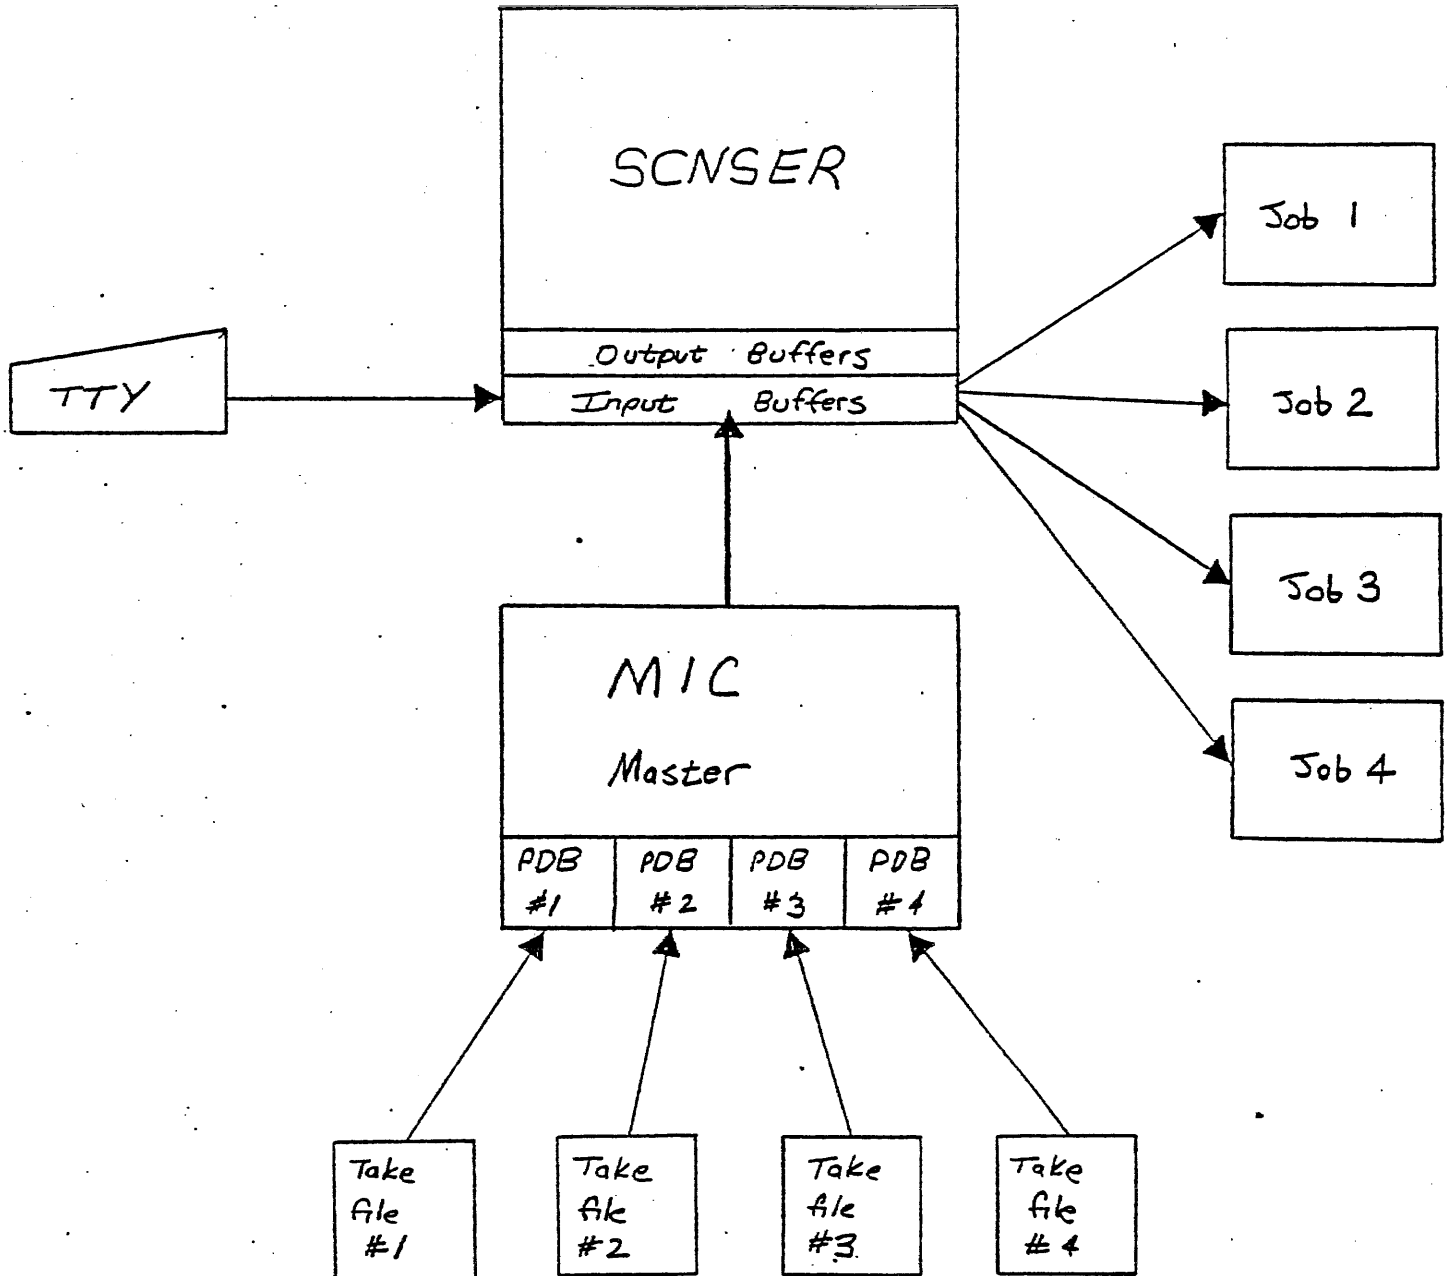 SCNSER
Output Buffers
Input Buffers
TTY
Job 1
Job 2
Job 3
Job 4
MIC
Master
PDB
#1
PDB
#2
PDB
#3
PDB
#4
Take
file
#1
Take
file
#2
Take
file
#3
Take
file
#4